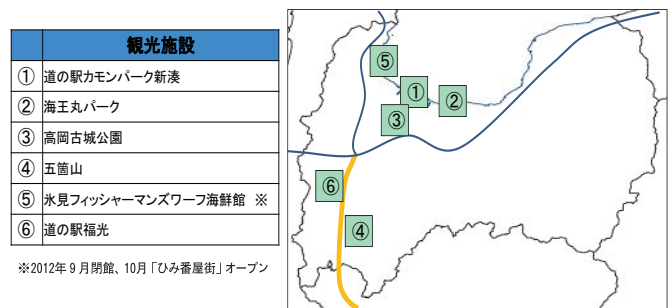 観光施設
① 道の駅カモンパーク新湊
② 海王丸パーク
③ 高岡古城公園
④ 五箇山
⑤ 氷見フィッシャーマンズワーフ海鮮館 ※
⑥ 道の駅福光
※2012年9月閉館、10月「ひみ番屋街」オープン
⑤
①
②
③
⑥
④